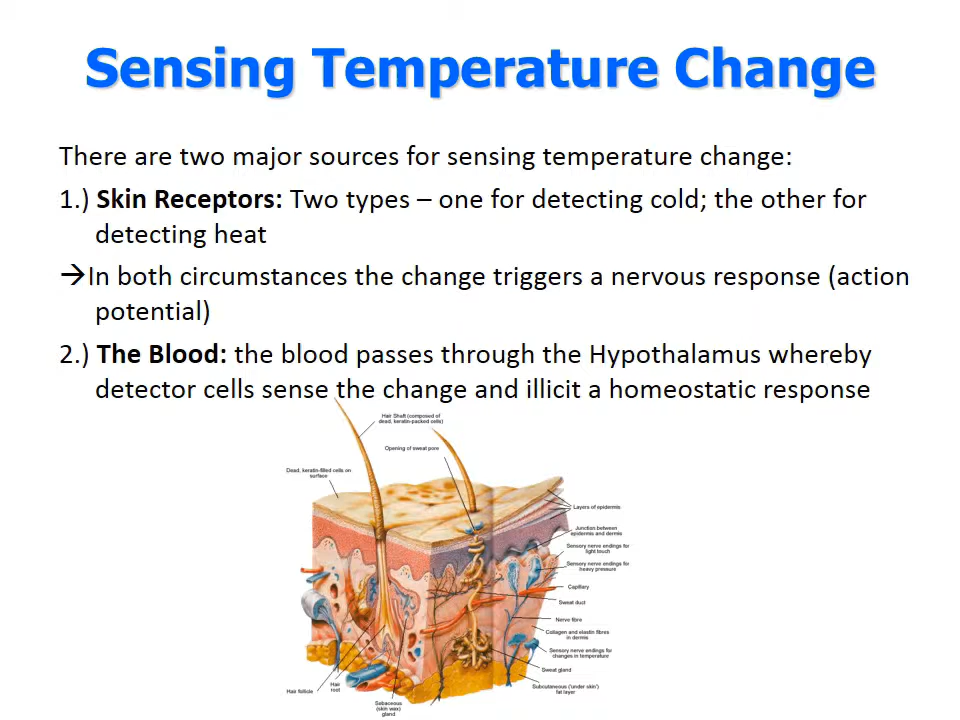 Sensing Temperature Change
There are two major sources for sensing temperature change:
1.) Skin Receptors: Two types – one for detecting cold; the other for
detecting heat
→In both circumstances the change triggers a nervous response (action
potential)
2.) The Blood: the blood passes through the Hypothalamus whereby
detector cells sense the change and illicit a homeostatic response
Hair Shaft (composed of
dead, keratin-packed cells)
Opening of sweat pore
Dead, keratin-filled cells on
surface
Layers of epidermis
Junction between
epidermis and dermis
Sensory nerve endings for
light touch
Sensory nerve endings for
heavy pressure
Capillary
Sweat duct
Nerve fibre
Collagen and elastin fibres
in dermis
Sensory nerve endings for
changes in temperature
Sweat gland
Subcutaneous ('under skin')
fat layer
Hair follicle
Hair
root
Sebaceous
(skin wax)
gland